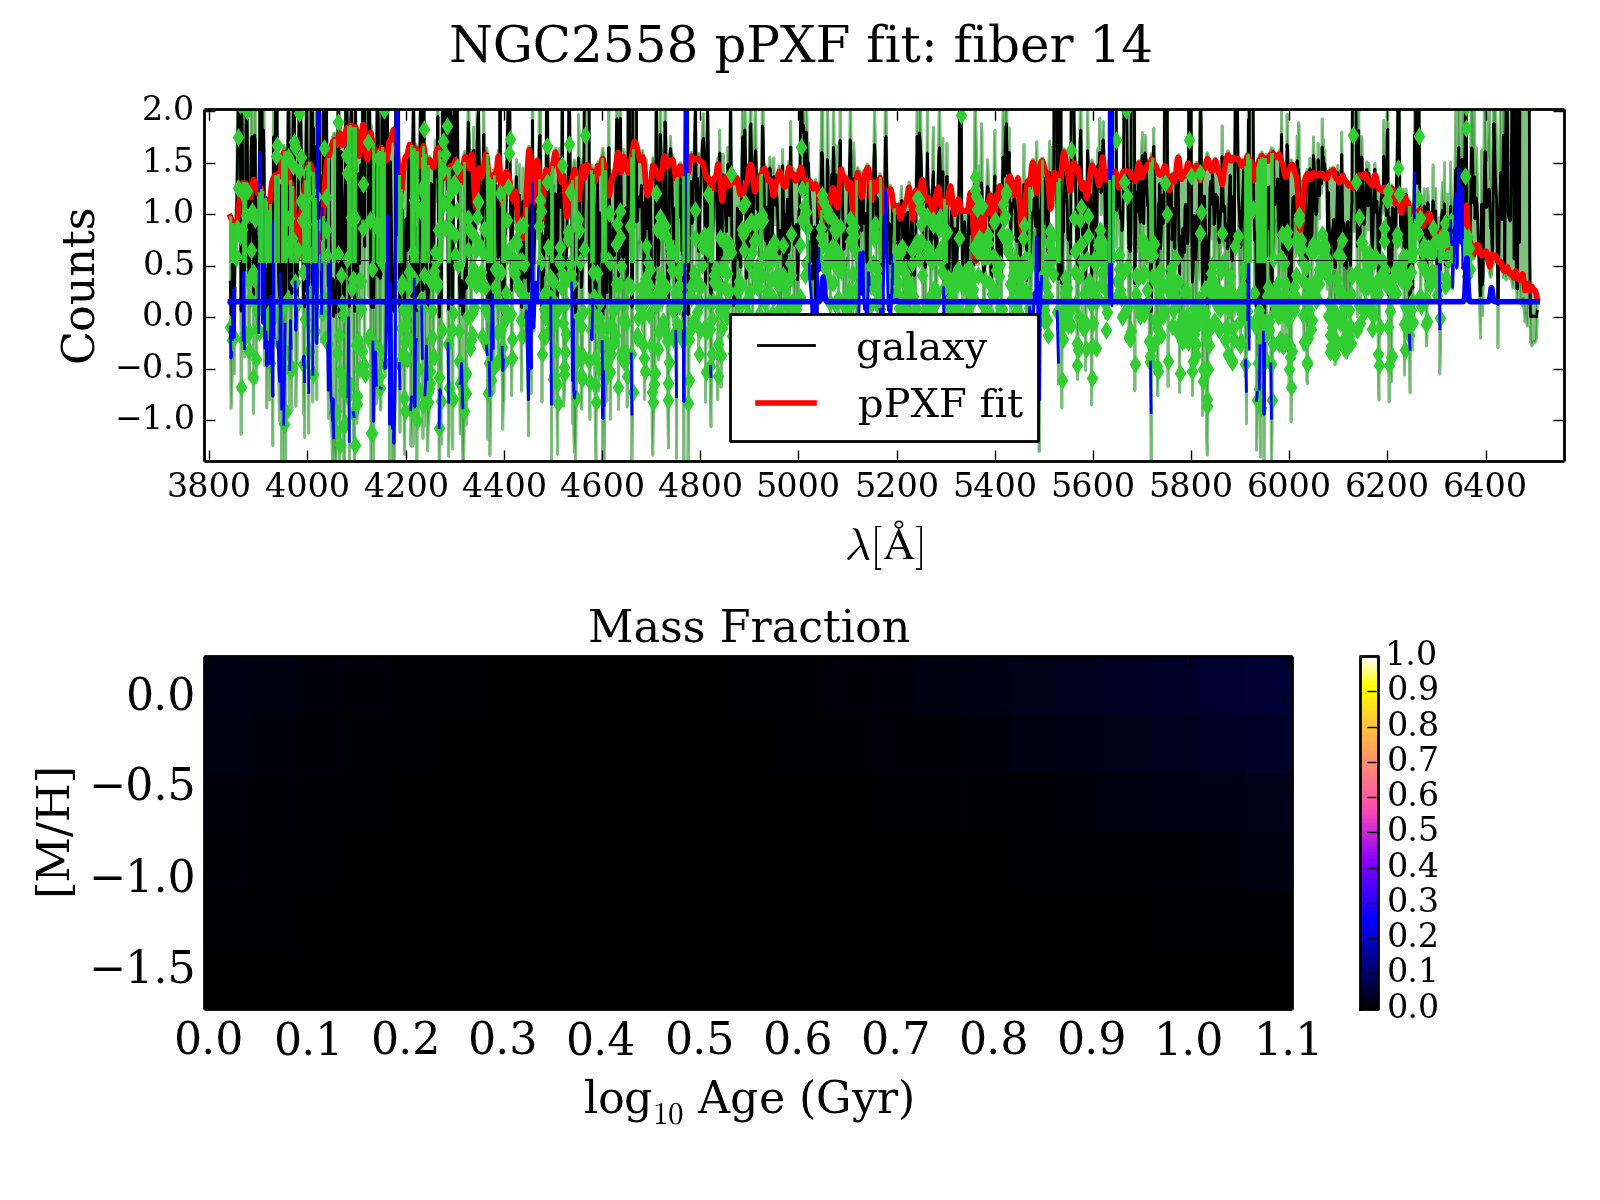 NGC2558 pPXF fit: fiber 14
2.0
1.5
1.0
0.5
0.0
−0.5
−1.0
Counts
galaxy
pPXF fit
3800 4000 4200 4400 4600 4800 5000 5200 5400 5600 5800 6000 6200 6400
λ[Å]
Mass Fraction
0.0
−0.5
−1.0
−1.5
[M/H]
0.0 0.1 0.2 0.3 0.4 0.5 0.6 0.7 0.8 0.9 1.0 1.1
log₁₀ Age (Gyr)
1.0
0.9
0.8
0.7
0.6
0.5
0.4
0.3
0.2
0.1
0.0